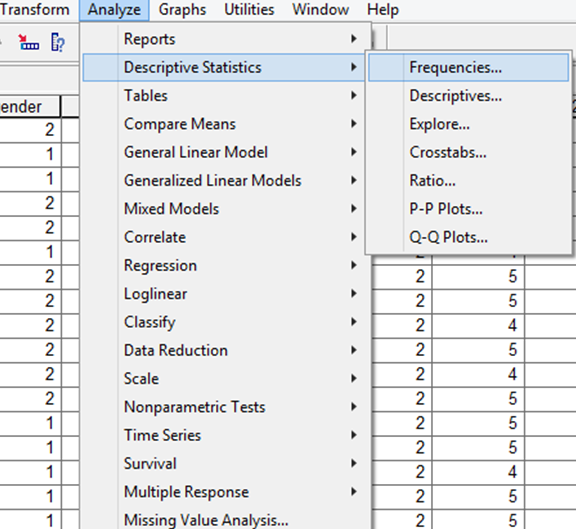 Transform Analyze Graphs Utilities Window Help
Reports
Descriptive Statistics
Tables
Compare Means
General Linear Model
Generalized Linear Models
Mixed Models
Correlate
Regression
Loglinear
Classify
Data Reduction
Scale
Nonparametric Tests
Time Series
Survival
Multiple Response
Missing Value Analysis...
Frequencies...
Descriptives...
Explore...
Crosstabs...
Ratio...
P-P Plots...
Q-Q Plots...
ender
2
1
1
2
2
1
2 2 5
2 2 5
2 2 4
2 2 5
2 2 4
2 2 5
1 2 5
1 2 5
1 2 4
1 2 5
1 2 5